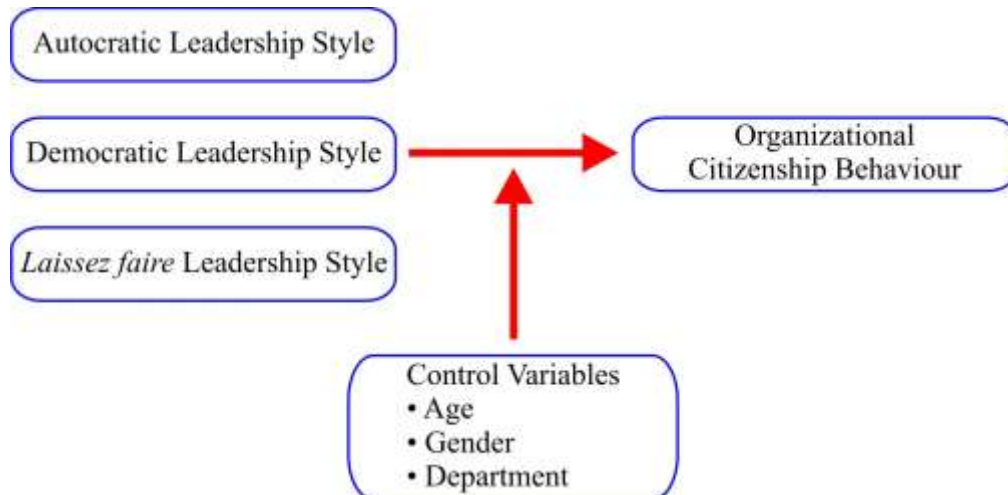 Autocratic Leadership Style
Democratic Leadership Style
Laissez faire Leadership Style
Organizational
Citizenship Behaviour
Control Variables
• Age
• Gender
• Department